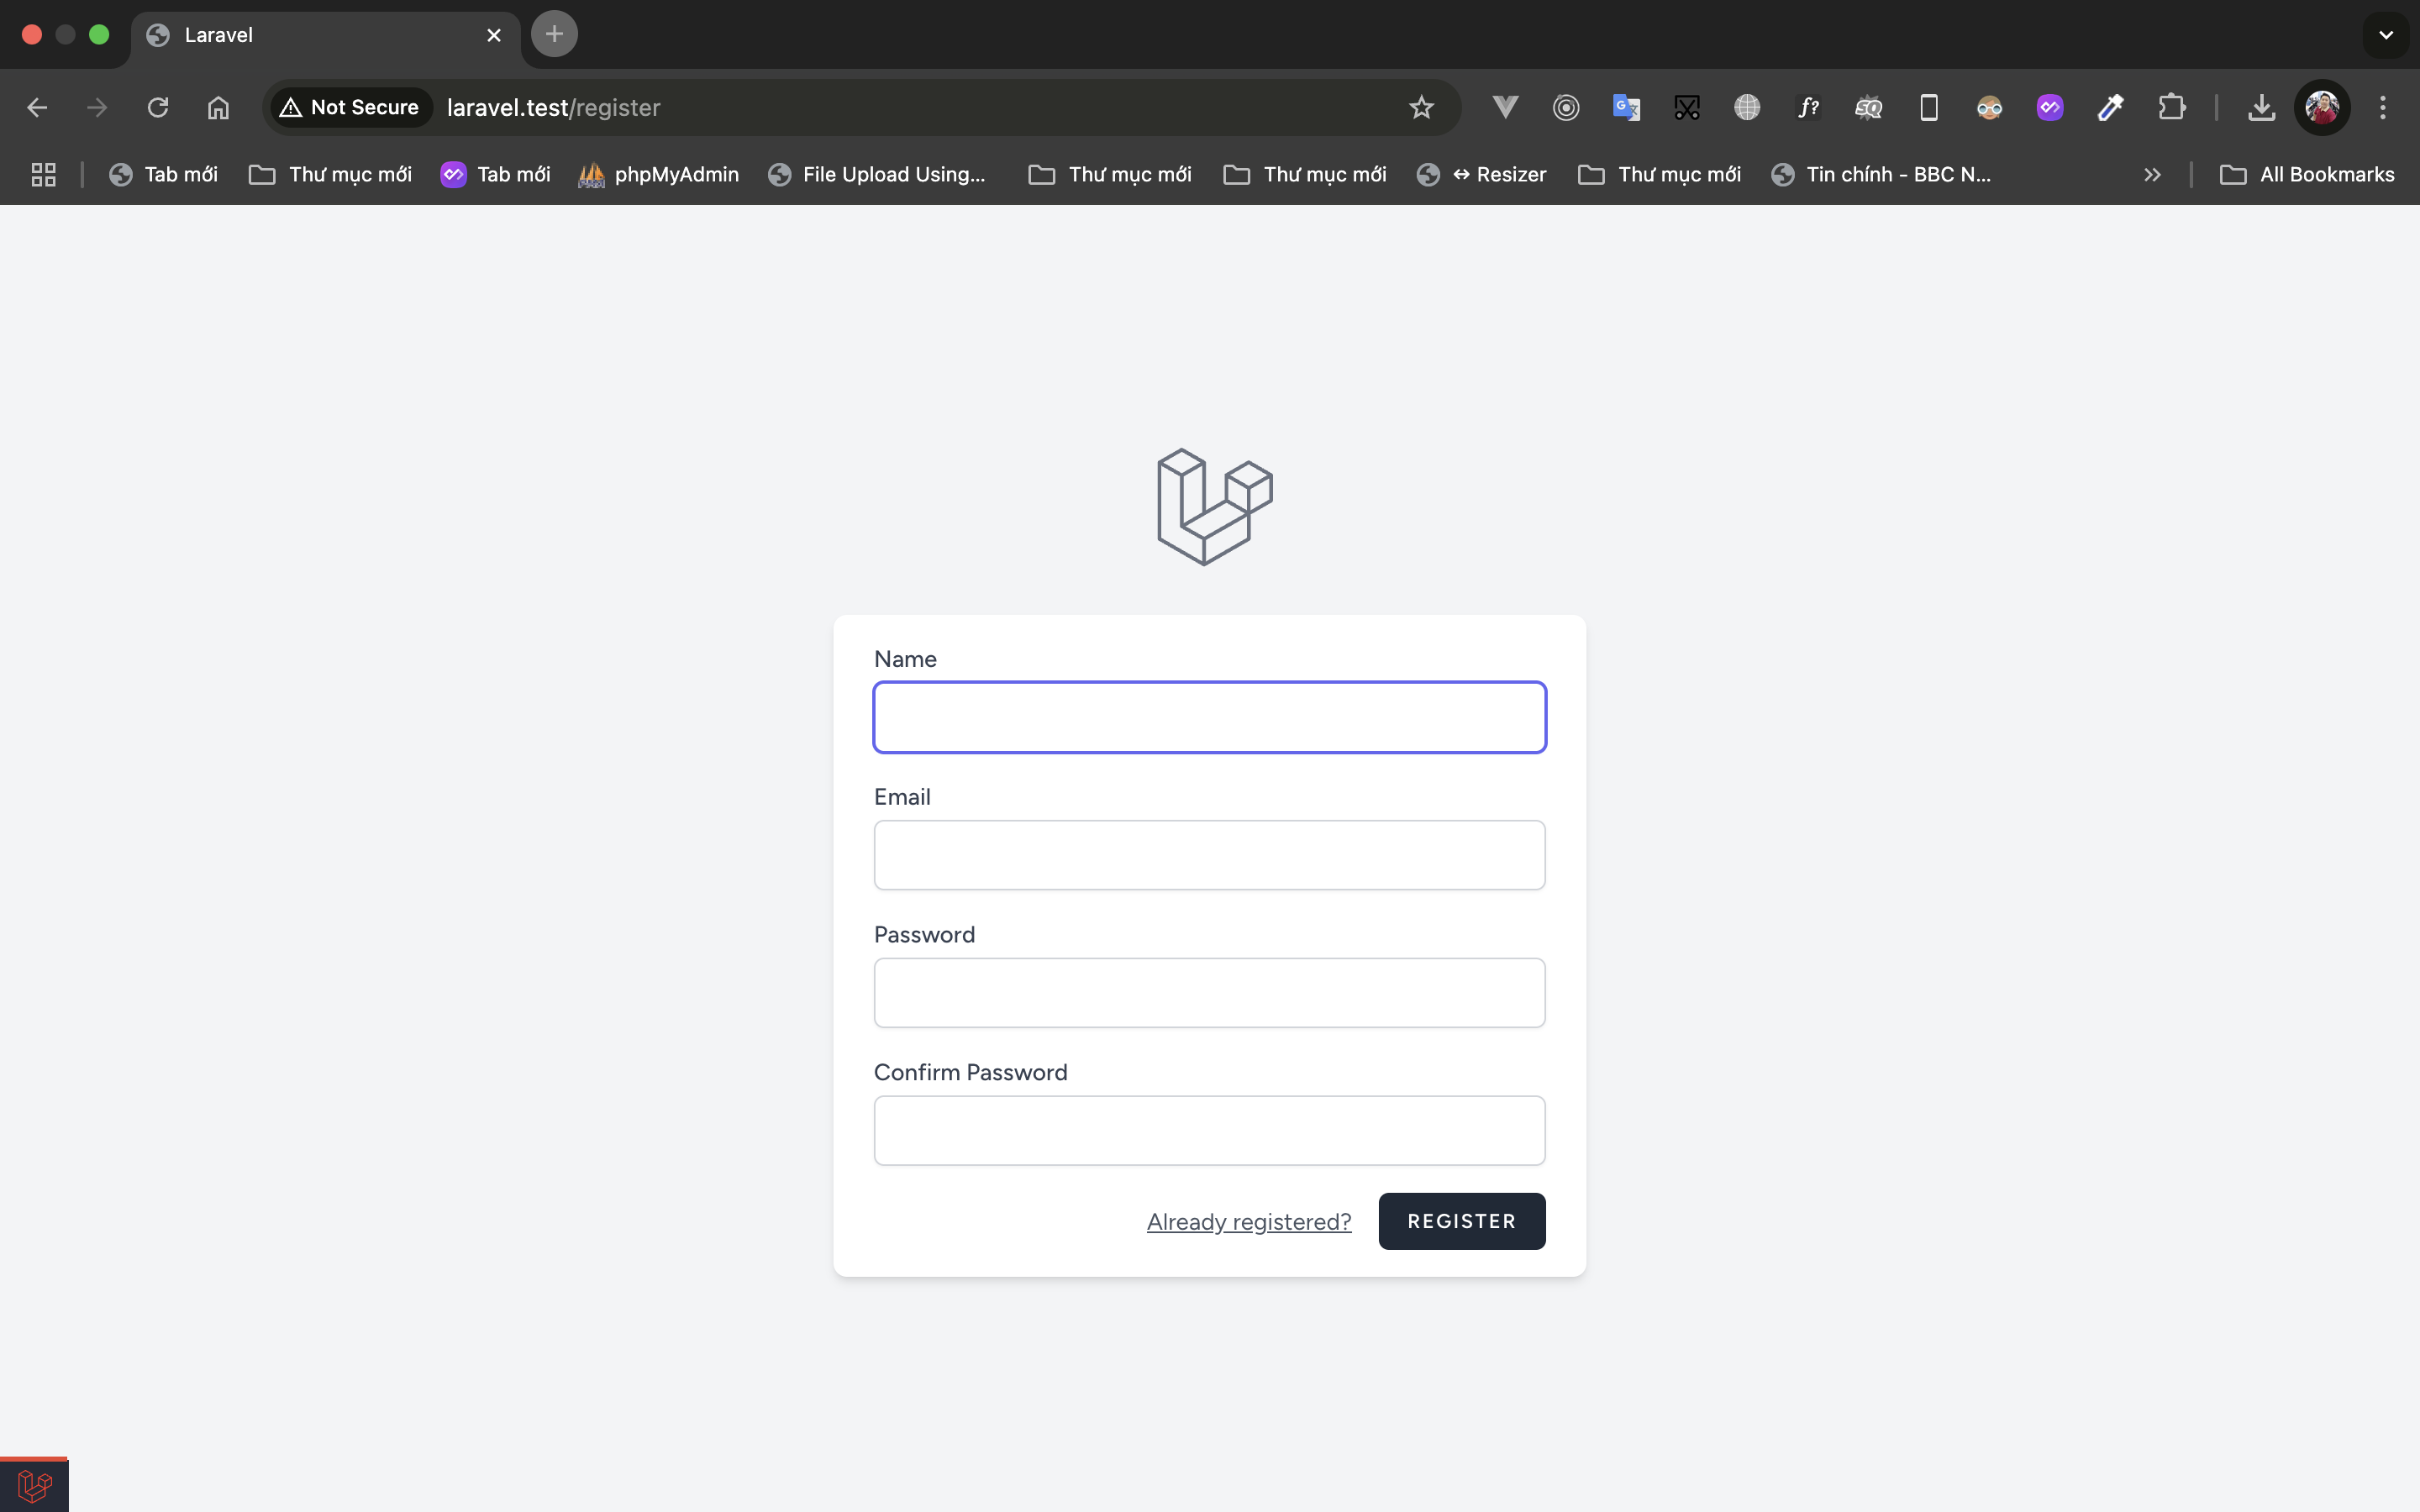 Laravel
Not Secure laravel.test/register
Tab mới Thư mục mới Tab mới phpMyAdmin File Upload Using... Thư mục mới Thư mục mới ↔ Resizer Thư mục mới Tin chính - BBC N... All Bookmarks
Name
Email
Password
Confirm Password
Already registered? REGISTER